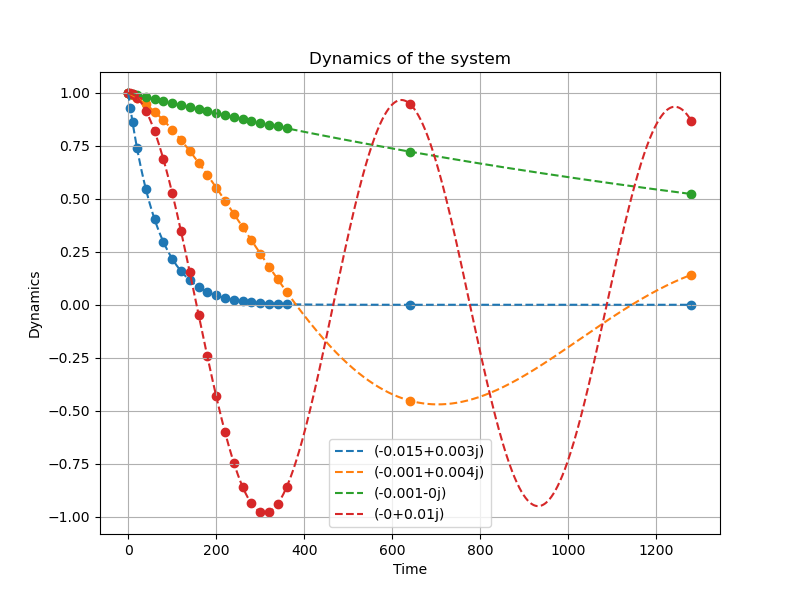 Dynamics of the system
1.00
0.75
0.50
0.25
0.00
−0.25
−0.50
−0.75
−1.00
Dynamics
(-0.015+0.003j)
(-0.001+0.004j)
(-0.001-0j)
(-0+0.01j)
0 200 400 600 800 1000 1200
Time